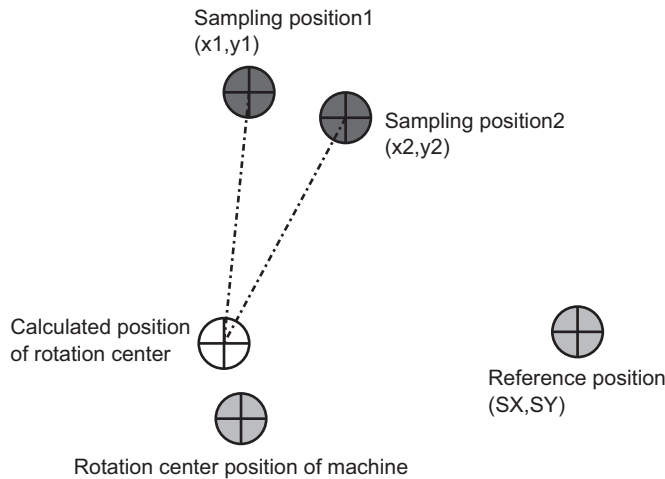 Sampling position1
(x1,y1)
Sampling position2
(x2,y2)
Calculated position
of rotation center
Reference position
(SX,SY)
Rotation center position of machine